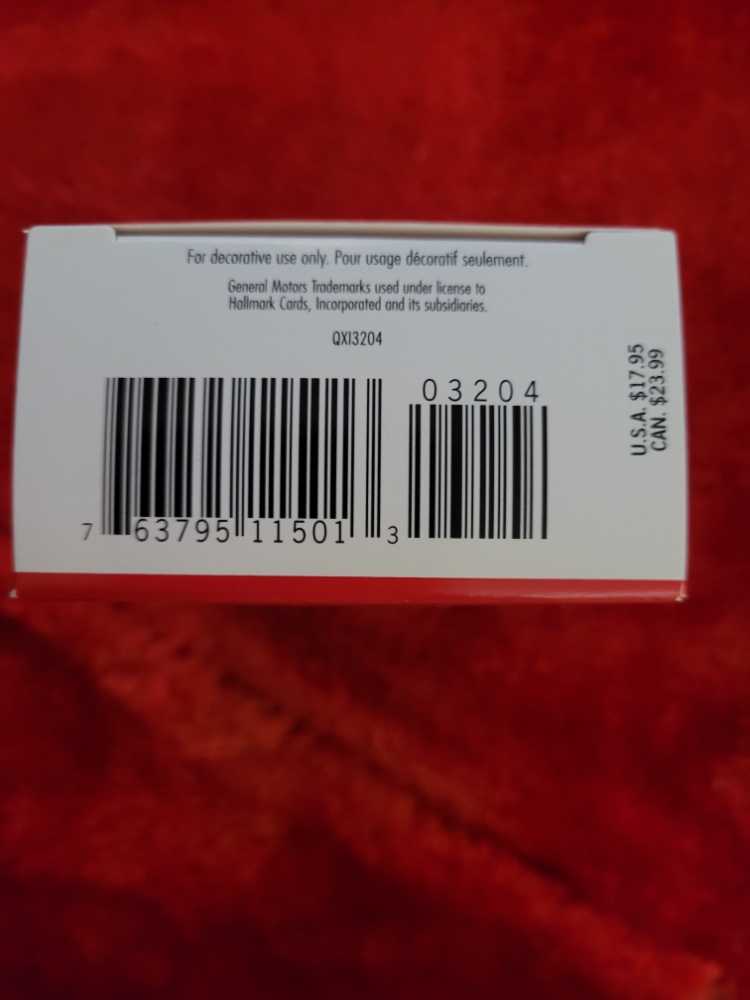 For decorative use only. Pour usage décoratif seulement.
General Motors Trademarks used under license to
Hallmark Cards, Incorporated and its subsidiaries.
QXI3204
03204
7 63795 11501 3
U.S.A. $17.95
CAN. $23.99